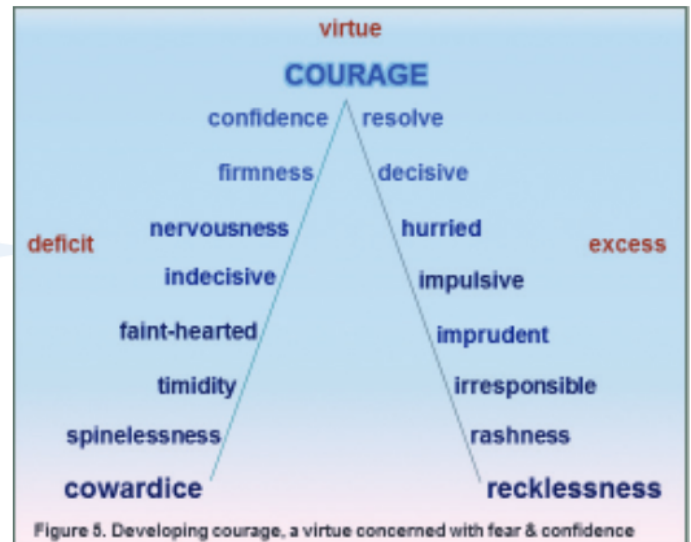 virtue
COURAGE
confidence resolve
firmness decisive
nervousness hurried
deficit excess
indecisive impulsive
faint-hearted imprudent
timidity irresponsible
spinelessness rashness
cowardice recklessness
Figure 5. Developing courage, a virtue concerned with fear & confidence